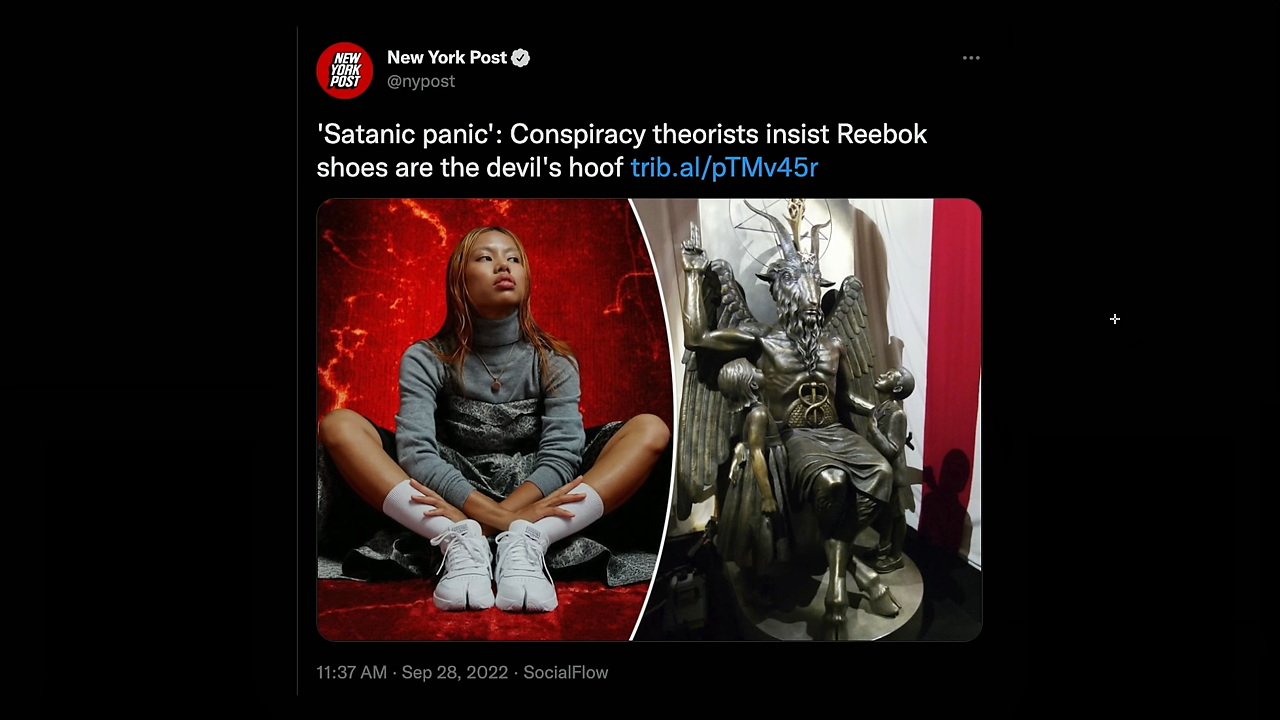 NEW
YORK
POST
New York Post
@nypost
'Satanic panic': Conspiracy theorists insist Reebok
shoes are the devil's hoof trib.al/pTMv45r
11:37 AM · Sep 28, 2022 · SocialFlow